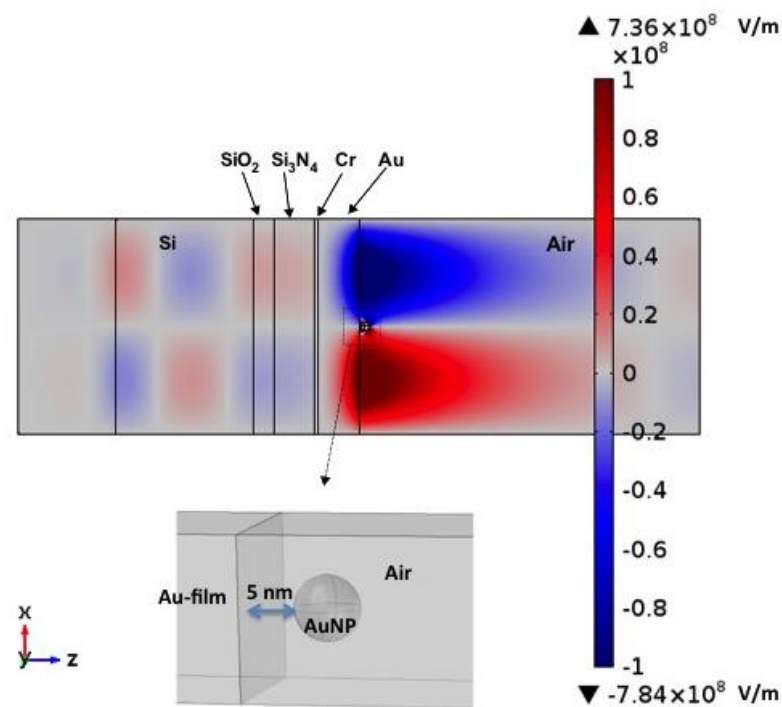 ▲ 7.36×10⁸ V/m
×10⁸
1
0.8
0.6
0.4
0.2
0
-0.2
-0.4
-0.6
-0.8
-1
▼ -7.84×10⁸ V/m
SiO₂ Si₃N₄ Cr Au
Si Air
Au-film 5 nm AuNP Air
x
y z